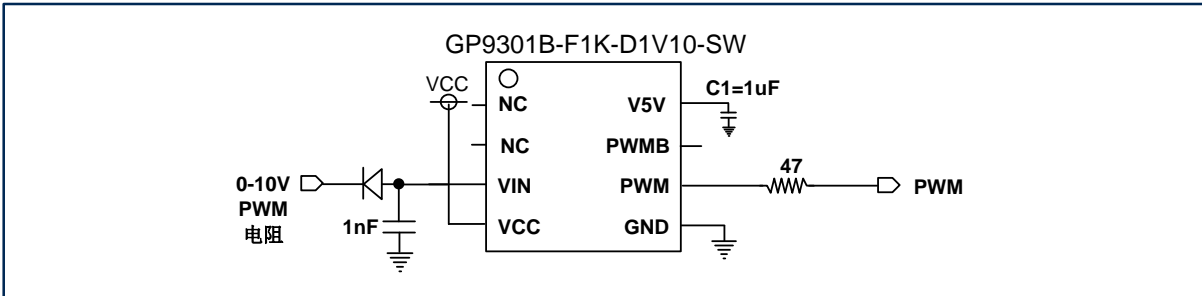 GP9301B-F1K-D1V10-SW
VCC
NC
V5V
C1=1uF
NC
PWMB
0-10V
PWM
电阻
VIN
PWM
47
PWM
1nF
VCC
GND